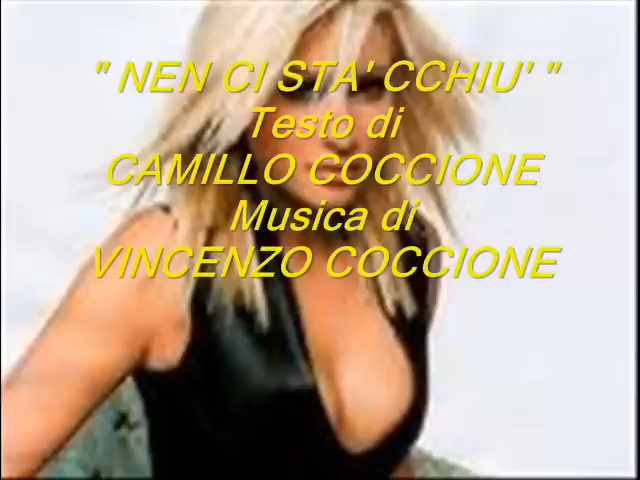 " NEN CI STA' CCHIU' "
Testo di
CAMILLO COCCIONE
Musica di
VINCENZO COCCIONE